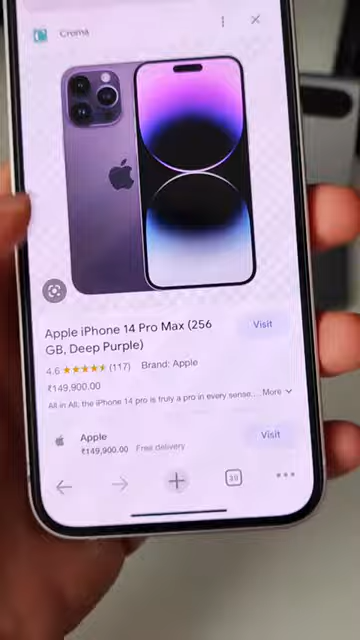 Croma
Apple iPhone 14 Pro Max (256
GB, Deep Purple)
Visit
4.6 ★★★★★ (117) Brand: Apple
₹149,900.00
All in All, the iPhone 14 pro is truly a pro in every sense.... More
Apple
₹149,900.00 Free delivery
Visit